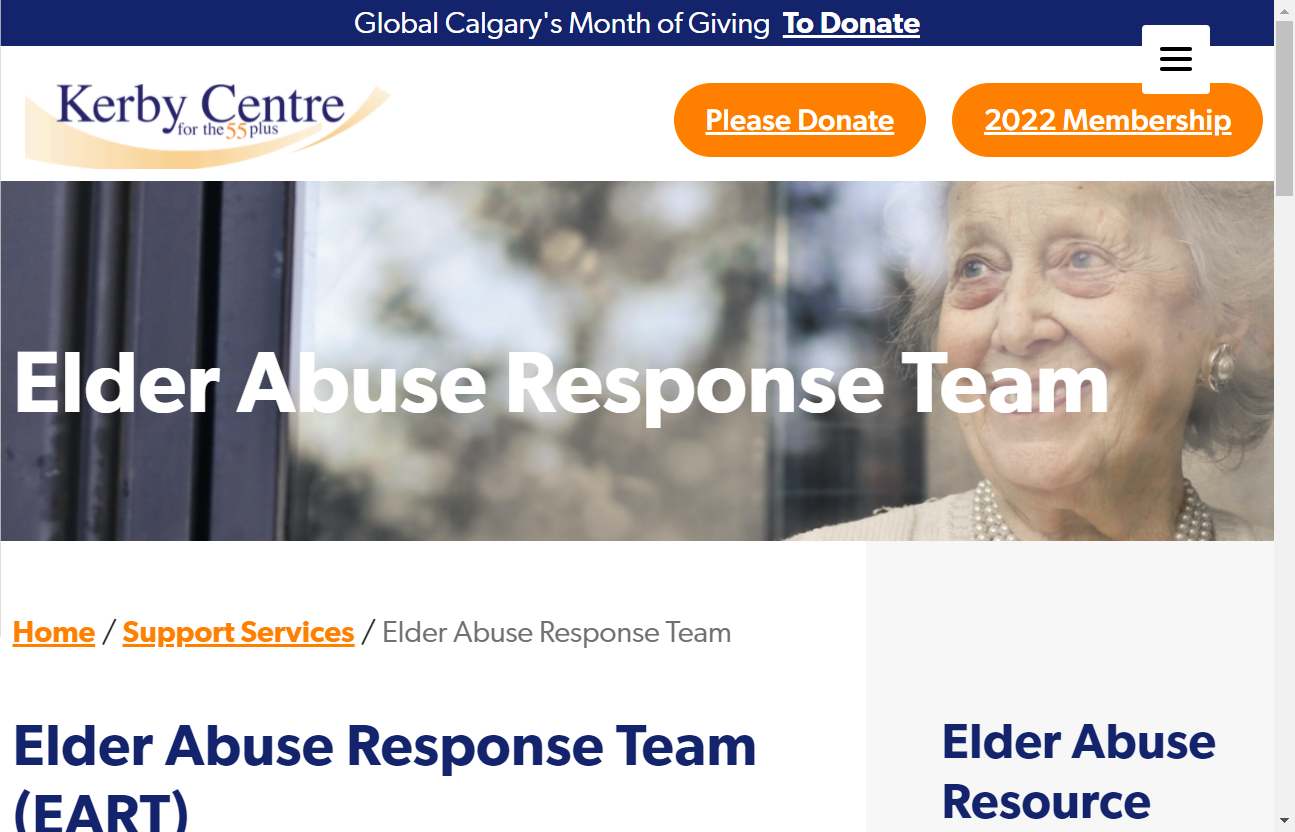 Global Calgary's Month of Giving To Donate
Kerby Centre
for the 55 plus
Please Donate
2022 Membership
Elder Abuse Response Team
Home / Support Services / Elder Abuse Response Team
Elder Abuse Response Team
(EART)
Elder Abuse
Resource